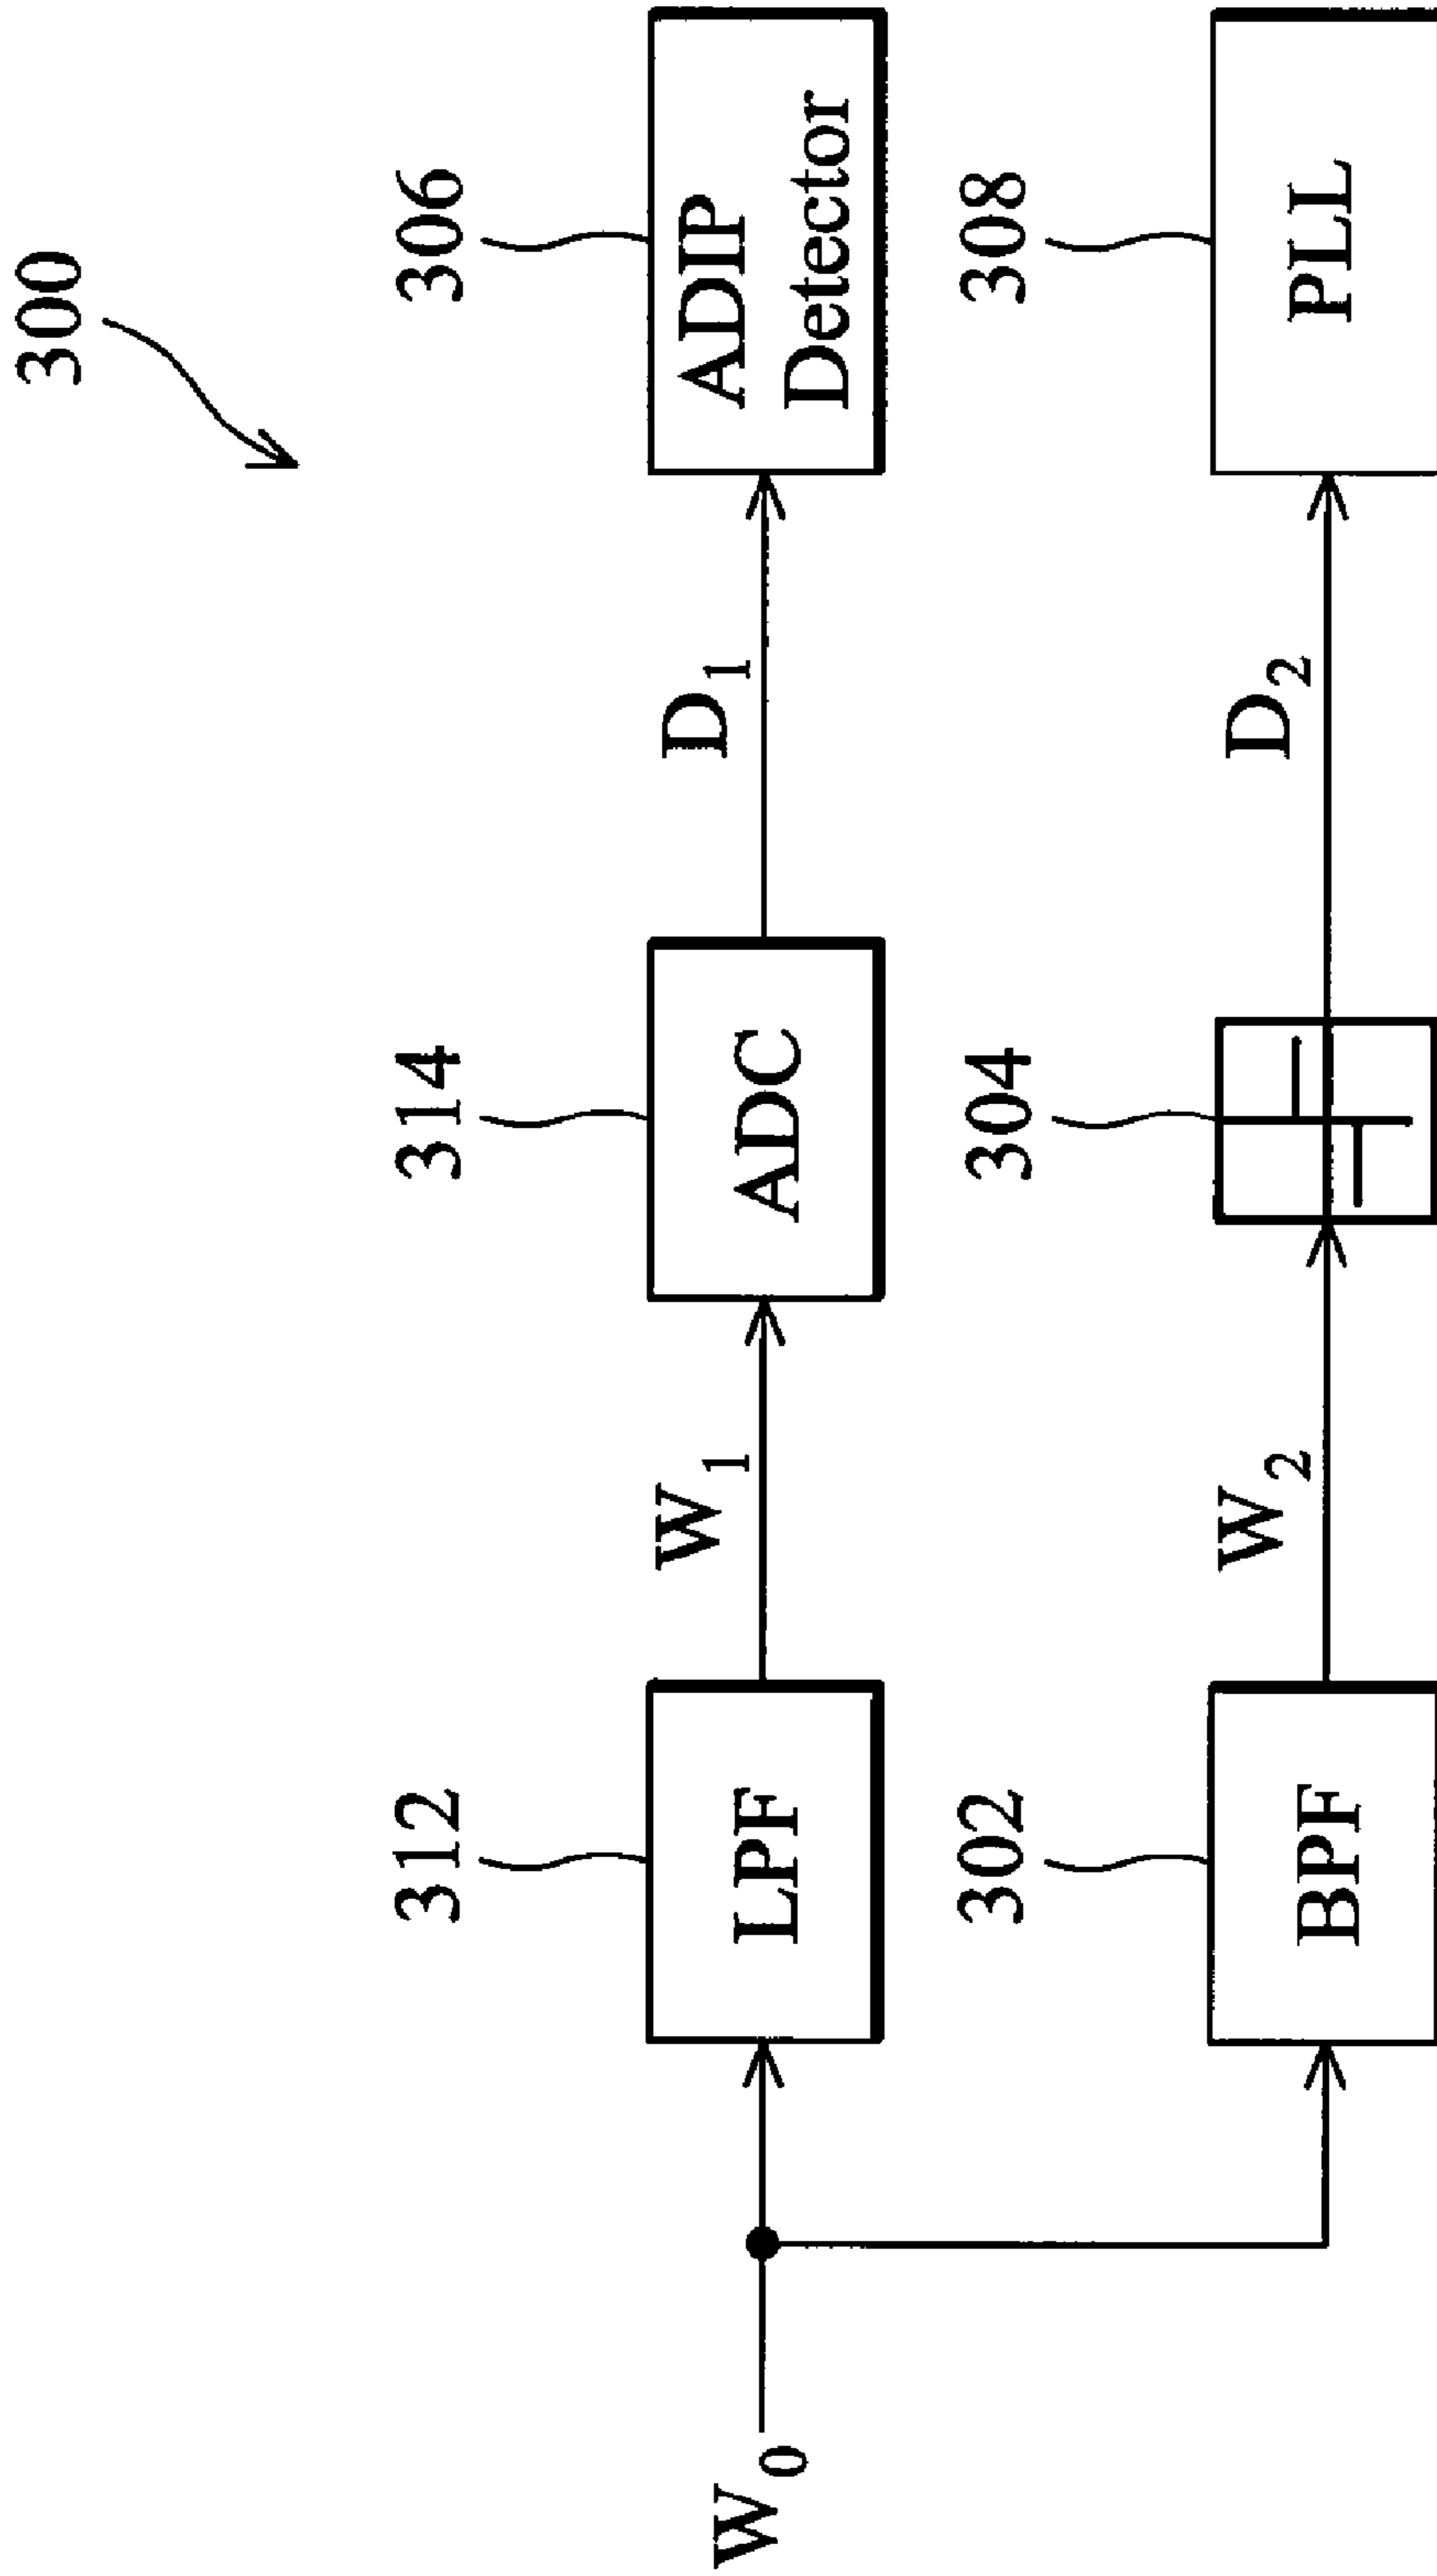 300
312
314
306
W0
LPF
W1
ADC
D1
ADIP
Detector
302
304
308
BPF
W2
D2
PLL